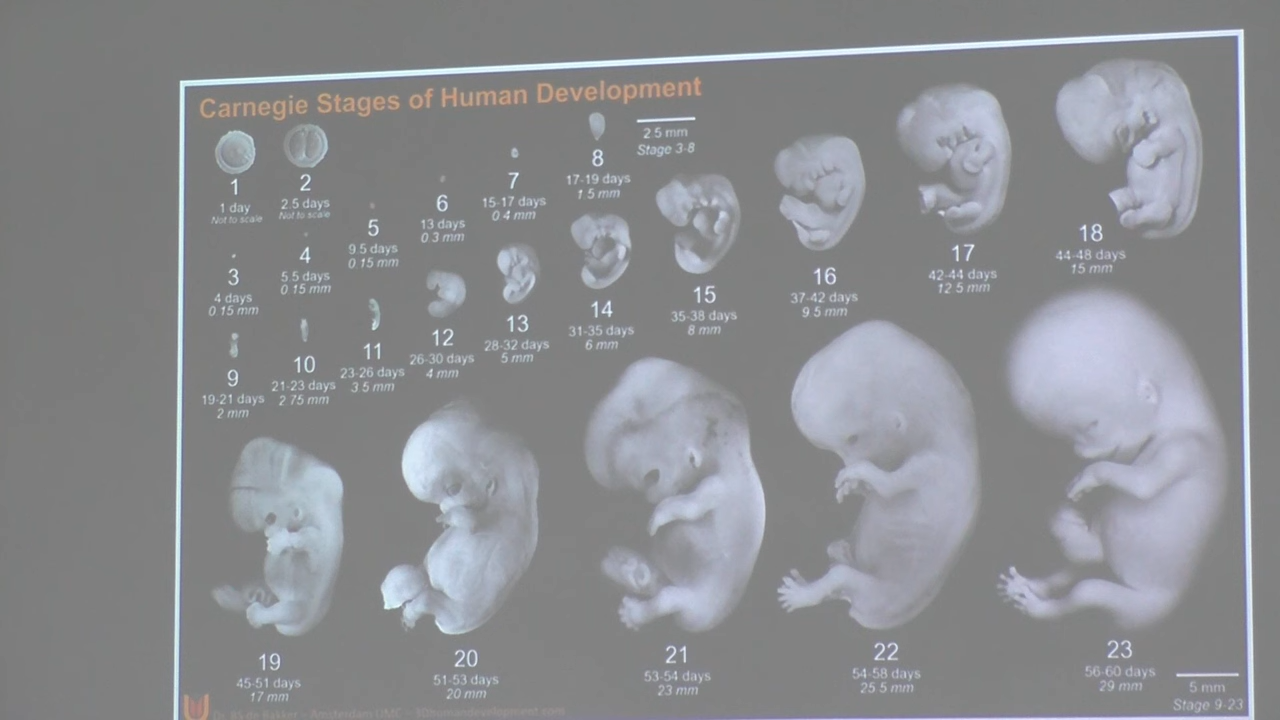 Carnegie Stages of Human Development
1
1 day
Not to scale
2
2.5 days
Not to scale
3
4 days
0.15 mm
4
5.5 days
0.15 mm
5
9.5 days
0.15 mm
6
13 days
0.3 mm
7
15-17 days
0.4 mm
8
17-19 days
1.5 mm
2.5 mm
Stage 3-8
9
19-21 days
2 mm
10
21-23 days
2.75 mm
11
23-26 days
3.5 mm
12
26-30 days
4 mm
13
28-32 days
5 mm
14
31-35 days
6 mm
15
35-38 days
8 mm
16
37-42 days
9.5 mm
17
42-44 days
12.5 mm
18
44-48 days
15 mm
19
45-51 days
17 mm
20
51-53 days
20 mm
21
53-54 days
23 mm
22
54-58 days
25.5 mm
23
56-60 days
29 mm
5 mm
Stage 9-23